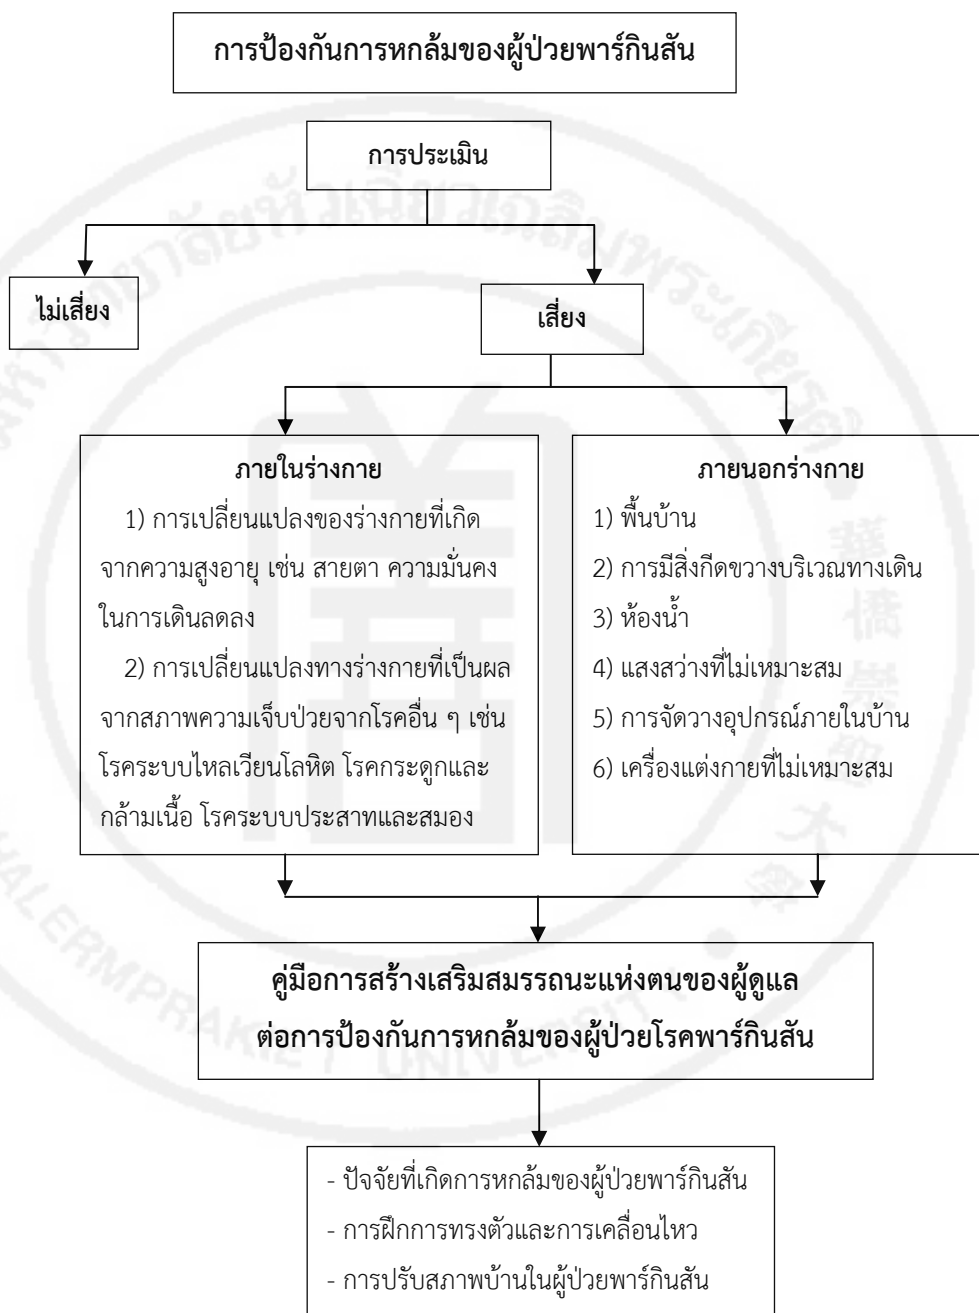 การป้องกันการหกล้มของผู้ป่วยพาร์กินสัน
การประเมิน
ไม่เสี่ยง
เสี่ยง
ภายในร่างกาย
1) การเปลี่ยนแปลงของร่างกายที่เกิด
จากความสูงอายุ เช่น สายตา ความมั่นคง
ในการเดินลดลง
2) การเปลี่ยนแปลงทางร่างกายที่เป็นผล
จากสภาพความเจ็บป่วยจากโรคอื่น ๆ เช่น
โรคระบบไหลเวียนโลหิต โรคกระดูกและ
กล้ามเนื้อ โรคระบบประสาทและสมอง
ภายนอกร่างกาย
1) พื้นบ้าน
2) การมีสิ่งกีดขวางบริเวณทางเดิน
3) ห้องน้ำ
4) แสงสว่างที่ไม่เหมาะสม
5) การจัดวางอุปกรณ์ภายในบ้าน
6) เครื่องแต่งกายที่ไม่เหมาะสม
คู่มือการสร้างเสริมสมรรถนะแห่งตนของผู้ดูแล
ต่อการป้องกันการหกล้มของผู้ป่วยโรคพาร์กินสัน
- ปัจจัยที่เกิดการหกล้มของผู้ป่วยพาร์กินสัน
- การฝึกการทรงตัวและการเคลื่อนไหว
- การปรับสภาพบ้านในผู้ป่วยพาร์กินสัน
หัวเฉียวเฉลิมพระเกียรติ
華僑崇聖大學
HALERMPRAKIET UNIVERSITY